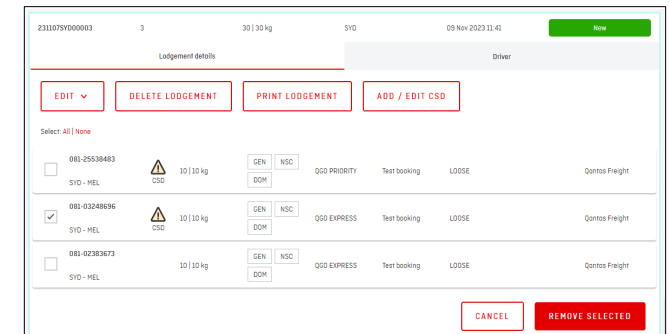 231107SYD00003 3 30 | 30 kg SYD 09 Nov 2023 11:41 New
Lodgement details Driver
EDIT DELETE LODGEMENT PRINT LODGEMENT ADD / EDIT CSD
Select: All | None
081-25538483
CSD 10 | 10 kg GEN NSC DOM QGO PRIORITY Test booking LOOSE Qantas Freight
SYD - MEL
081-03248696
CSD 10 | 10 kg GEN NSC DOM QGO EXPRESS Test booking LOOSE Qantas Freight
SYD - MEL
081-02383673
10 | 10 kg GEN NSC DOM QGO EXPRESS Test booking LOOSE Qantas Freight
SYD - MEL
CANCEL REMOVE SELECTED